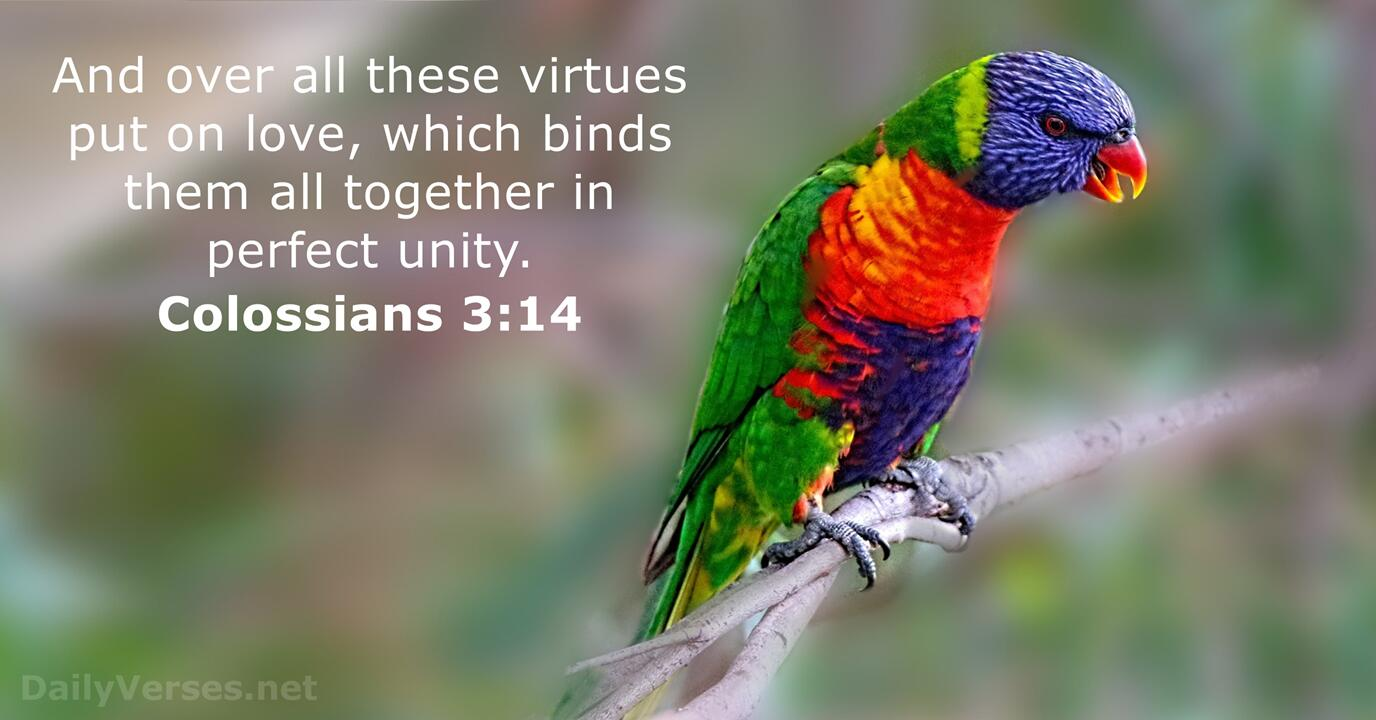 And over all these virtues
put on love, which binds
them all together in
perfect unity.
Colossians 3:14
DailyVerses.net